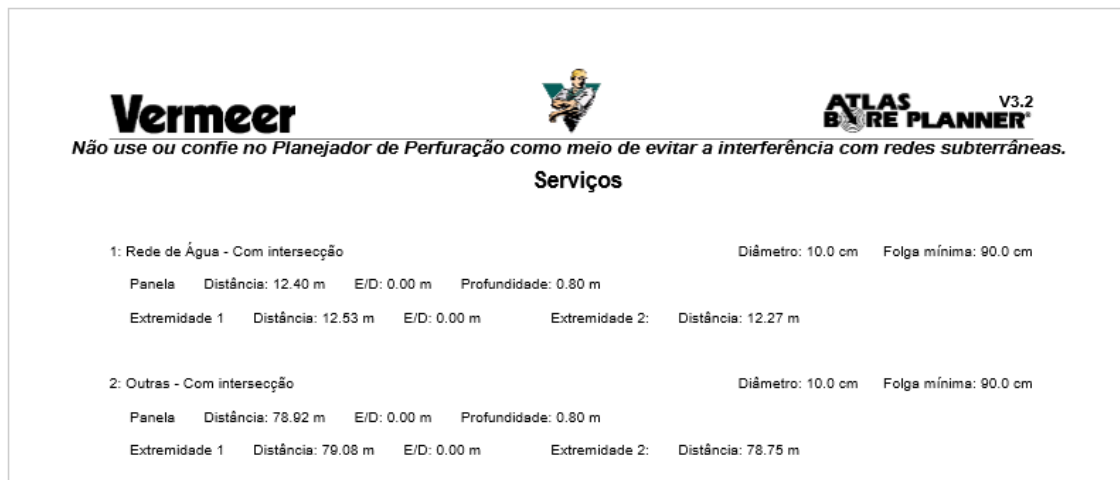 Vermeer
ATLAS V3.2
BORE PLANNER®
Não use ou confie no Planejador de Perfuração como meio de evitar a interferência com redes subterrâneas.
Serviços
1: Rede de Água - Com intersecção Diâmetro: 10.0 cm Folga mínima: 90.0 cm
Panela Distância: 12.40 m E/D: 0.00 m Profundidade: 0.80 m
Extremidade 1 Distância: 12.53 m E/D: 0.00 m Extremidade 2: Distância: 12.27 m
2: Outras - Com intersecção Diâmetro: 10.0 cm Folga mínima: 90.0 cm
Panela Distância: 78.92 m E/D: 0.00 m Profundidade: 0.80 m
Extremidade 1 Distância: 79.08 m E/D: 0.00 m Extremidade 2: Distância: 78.75 m